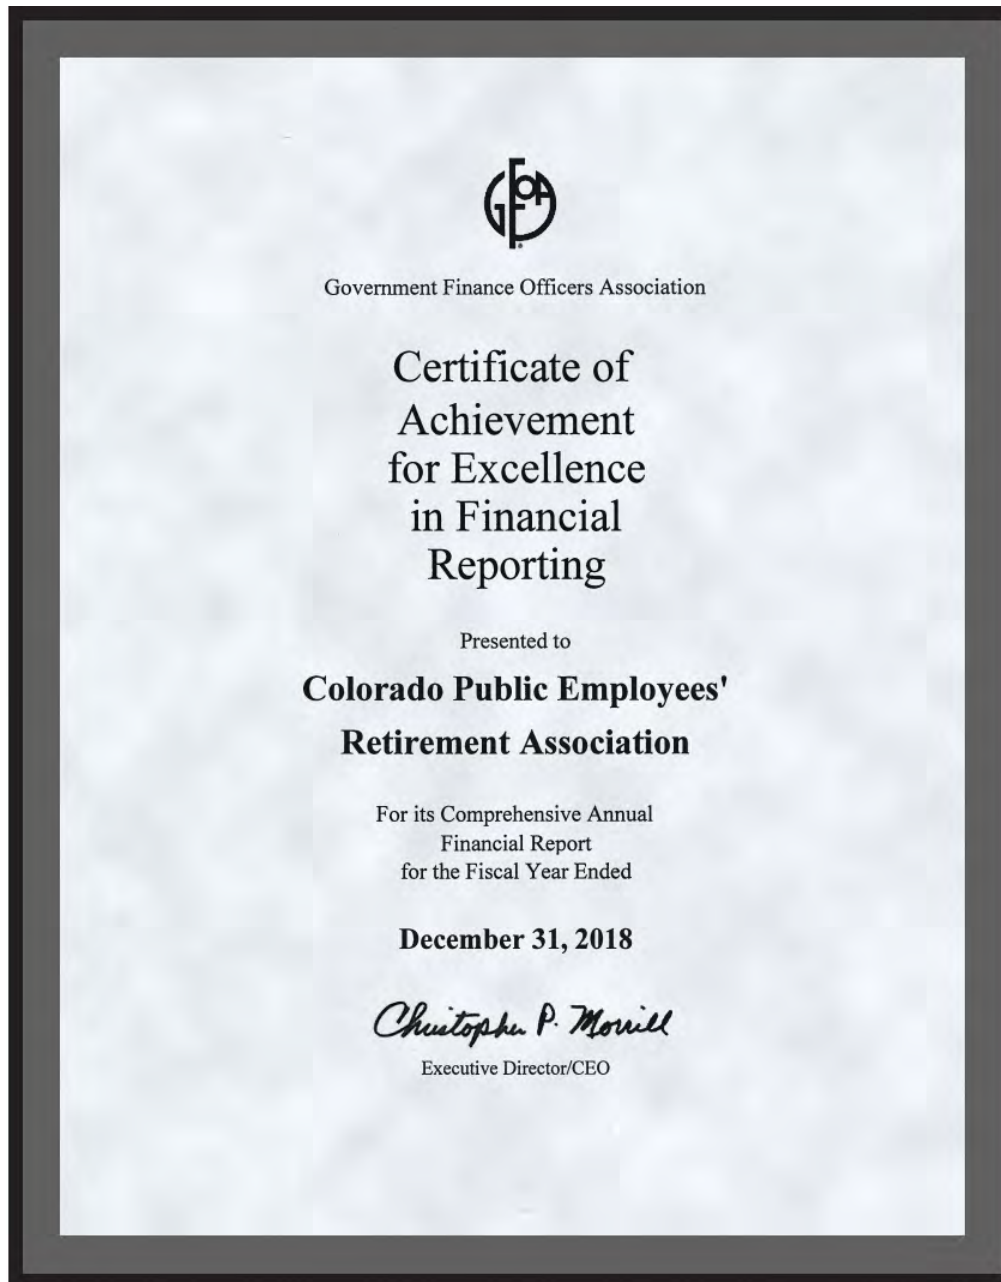 GFOA
Government Finance Officers Association
Certificate of
Achievement
for Excellence
in Financial
Reporting
Presented to
Colorado Public Employees'
Retirement Association
For its Comprehensive Annual
Financial Report
for the Fiscal Year Ended
December 31, 2018
Christopher P. Morrill
Executive Director/CEO